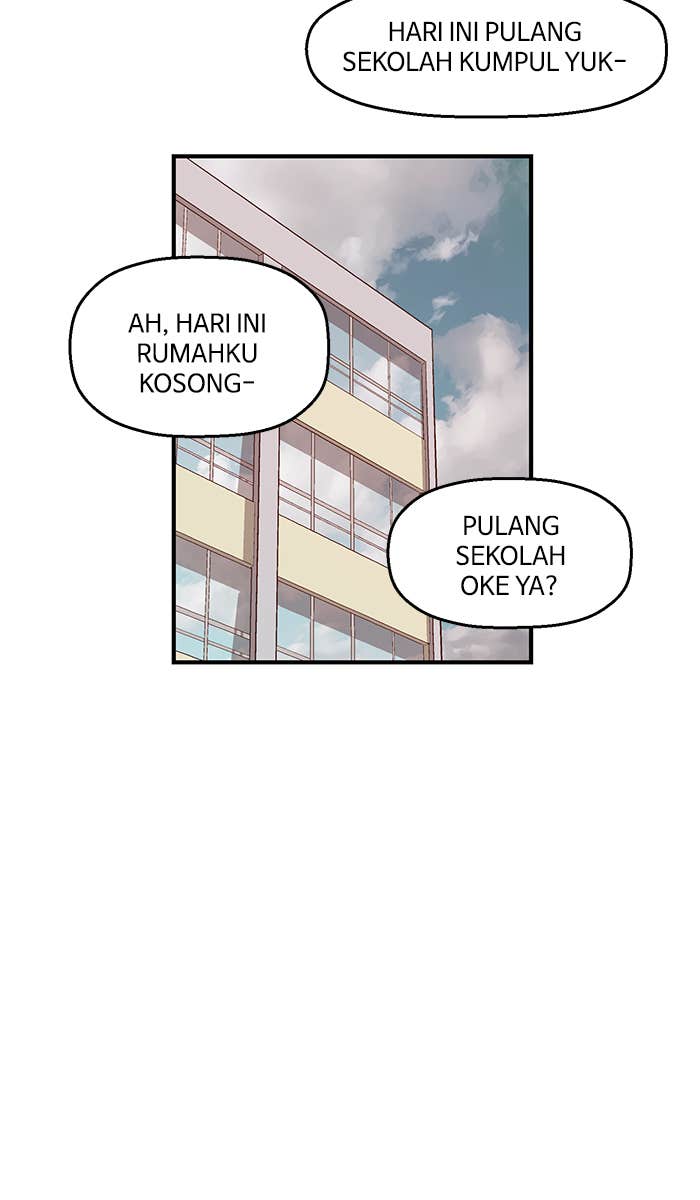 HARI INI PULANG
SEKOLAH KUMPUL YUK-
AH, HARI INI
RUMAHKU
KOSONG-
PULANG
SEKOLAH
OKE YA?